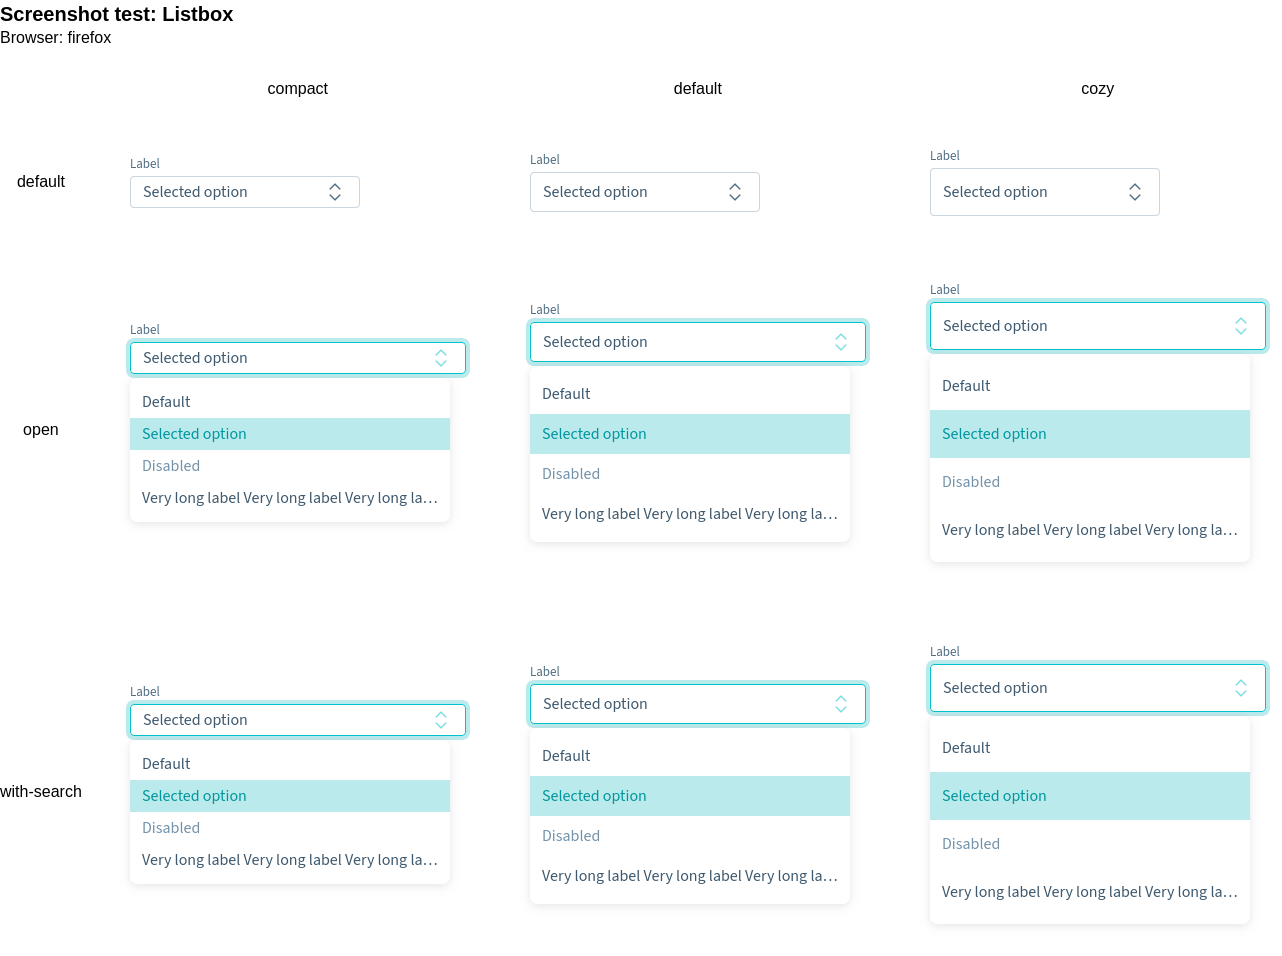 Screenshot test: Listbox
Browser: firefox
compact default cozy
default
Label
Selected option
Label
Selected option
Label
Selected option
open
Label
Selected option
Default
Selected option
Disabled
Very long label Very long label Very long la…
Label
Selected option
Default
Selected option
Disabled
Very long label Very long label Very long la…
Label
Selected option
Default
Selected option
Disabled
Very long label Very long label Very long la…
with-search
Label
Selected option
Default
Selected option
Disabled
Very long label Very long label Very long la…
Label
Selected option
Default
Selected option
Disabled
Very long label Very long label Very long la…
Label
Selected option
Default
Selected option
Disabled
Very long label Very long label Very long la…